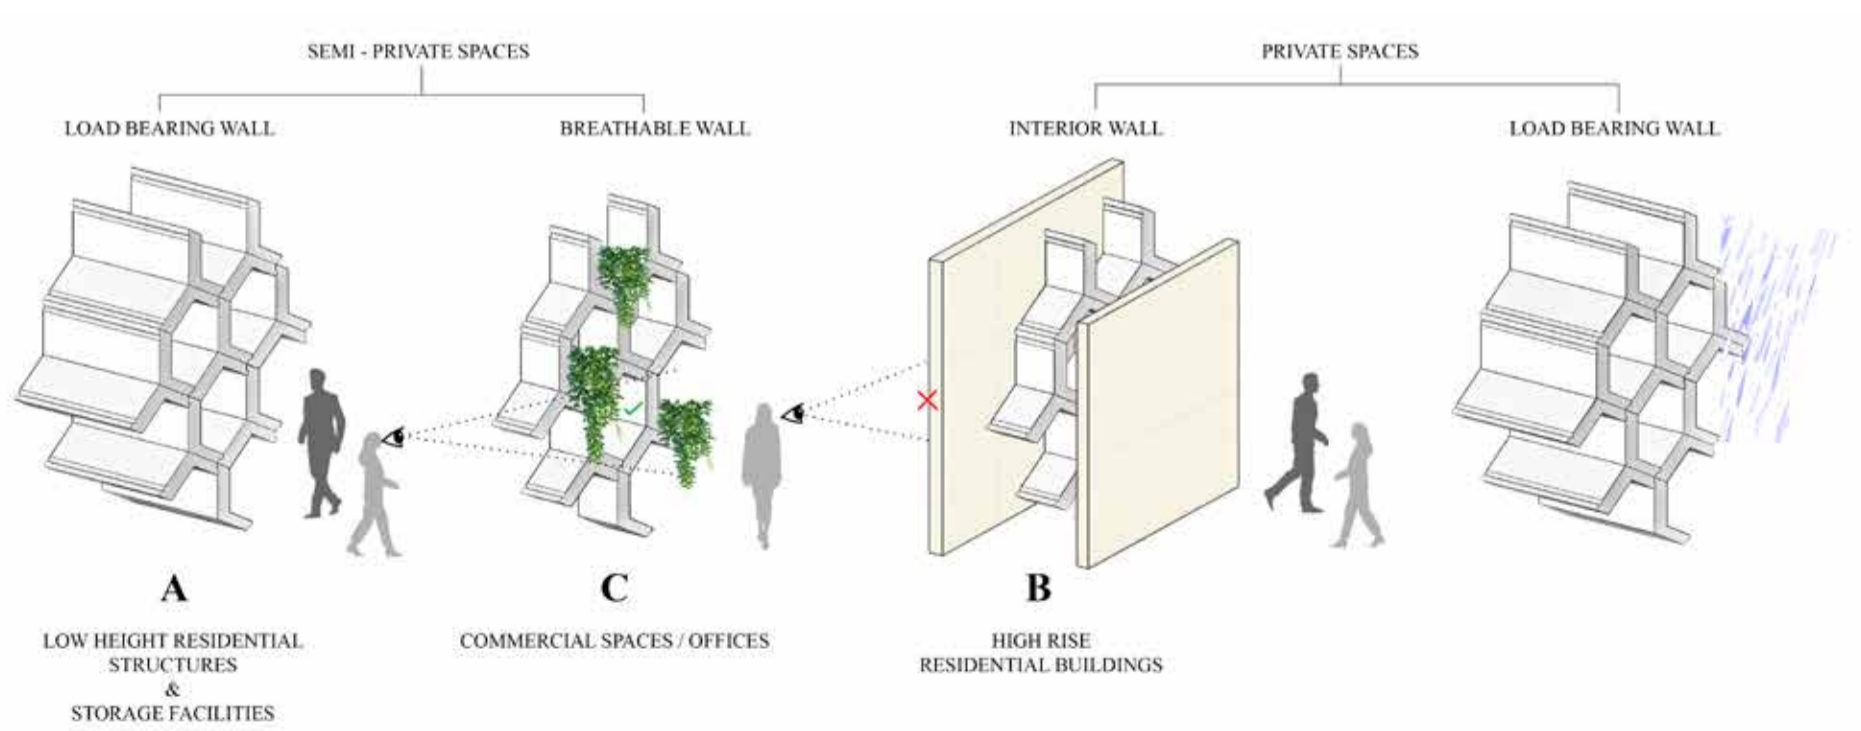 SEMI - PRIVATE SPACES
PRIVATE SPACES
LOAD BEARING WALL
BREATHABLE WALL
INTERIOR WALL
LOAD BEARING WALL
A
C
B
LOW HEIGHT RESIDENTIAL
STRUCTURES
&
STORAGE FACILITIES
COMMERCIAL SPACES / OFFICES
HIGH RISE
RESIDENTIAL BUILDINGS